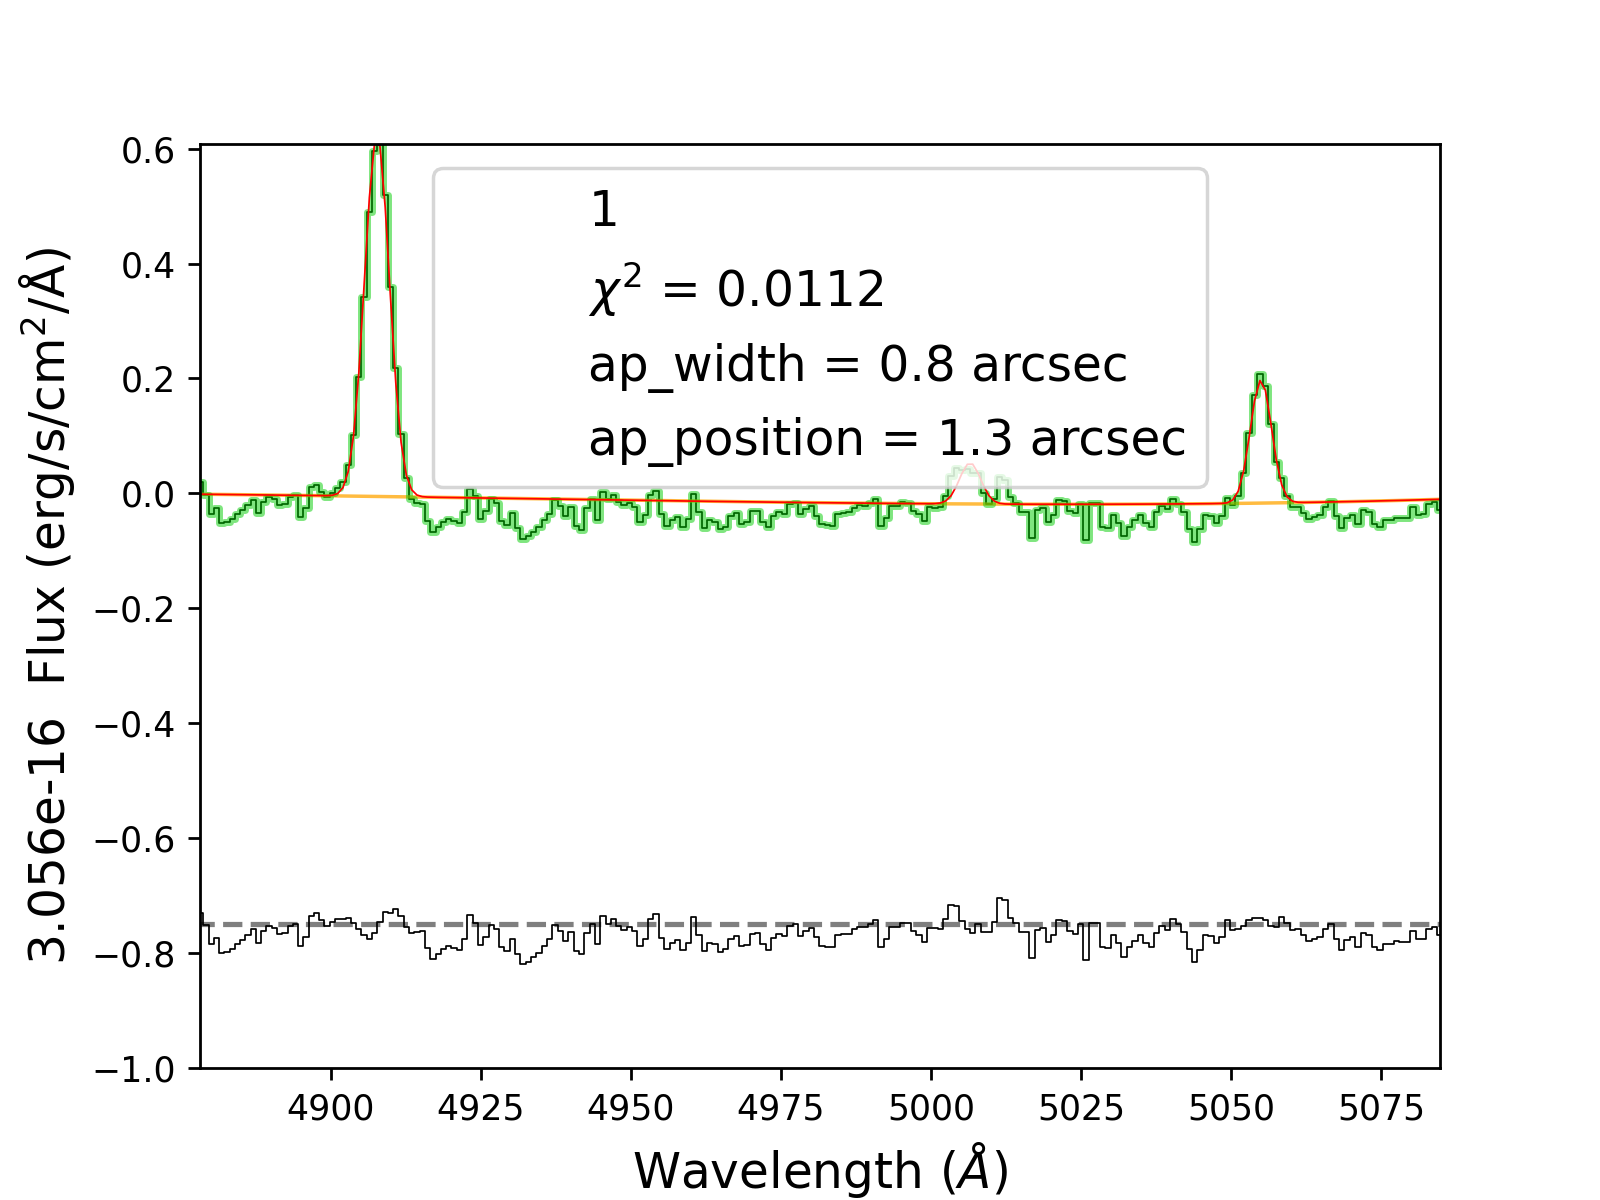 1
χ² = 0.0112
ap_width = 0.8 arcsec
ap_position = 1.3 arcsec
0.6
0.4
0.2
0.0
−0.2
−0.4
−0.6
−0.8
−1.0
3.056e-16 Flux (erg/s/cm²/Å)
4900 4925 4950 4975 5000 5025 5050 5075
Wavelength (Å)